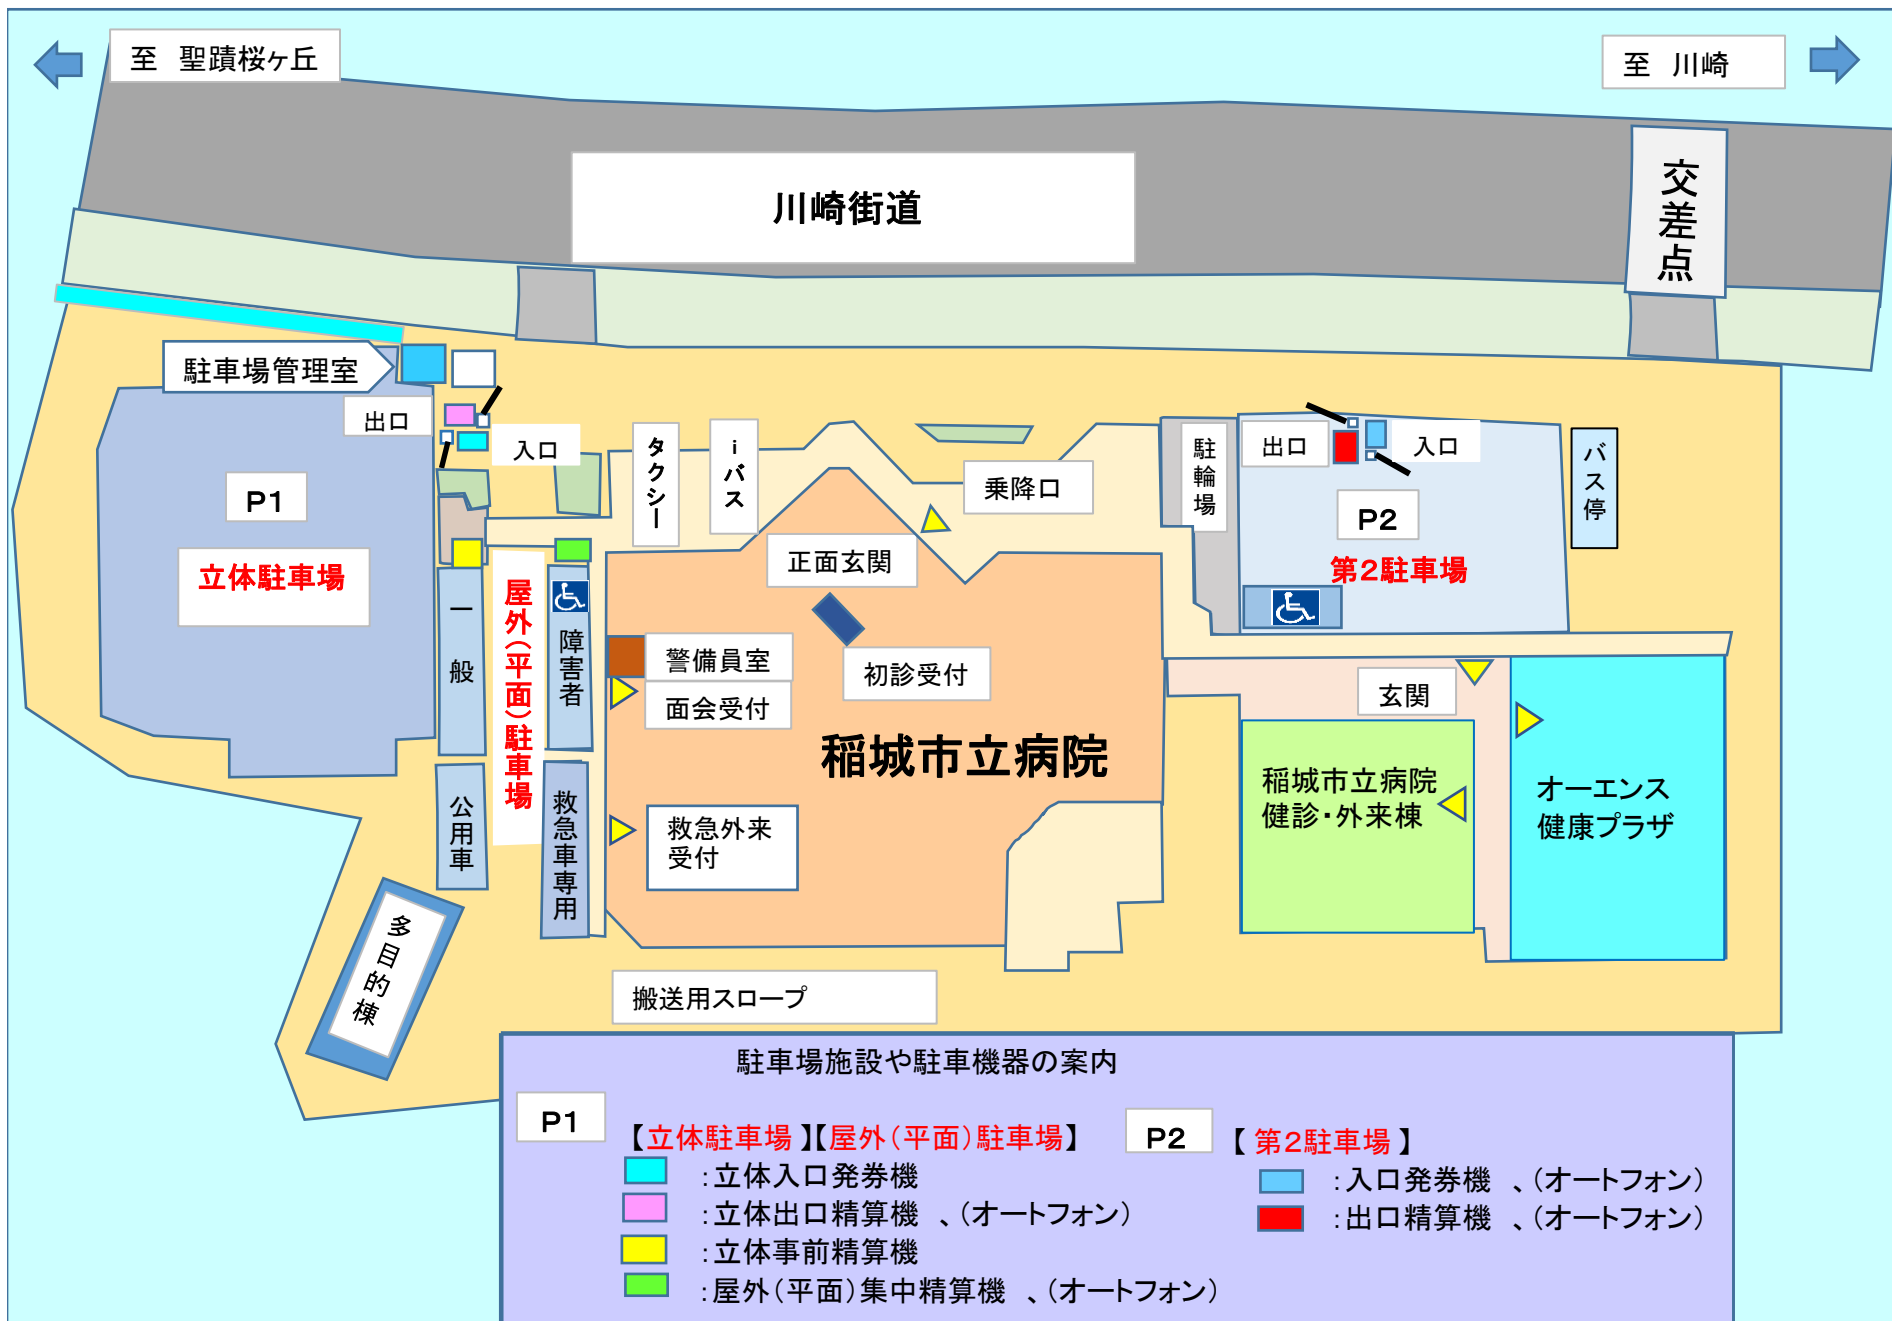 至 聖蹟桜ヶ丘
至 川崎
川崎街道
交差点
駐車場管理室
出口
入口
タクシー
iバス
乗降口
駐輪場
出口
入口
バス停
P1
立体駐車場
P2
第2駐車場
正面玄関
一般
屋外(平面)駐車場
障害者
警備員室
面会受付
初診受付
玄関
稲城市立病院
公用車
救急車専用
救急外来
受付
稲城市立病院
健診・外来棟
オーエンス
健康プラザ
多目的棟
搬送用スロープ
駐車場施設や駐車機器の案内
P1
【立体駐車場】【屋外(平面)駐車場】
:立体入口発券機
:立体出口精算機 、(オートフォン)
:立体事前精算機
:屋外(平面)集中精算機 、(オートフォン)
P2
【 第2駐車場 】
:入口発券機 、(オートフォン)
:出口精算機 、(オートフォン)